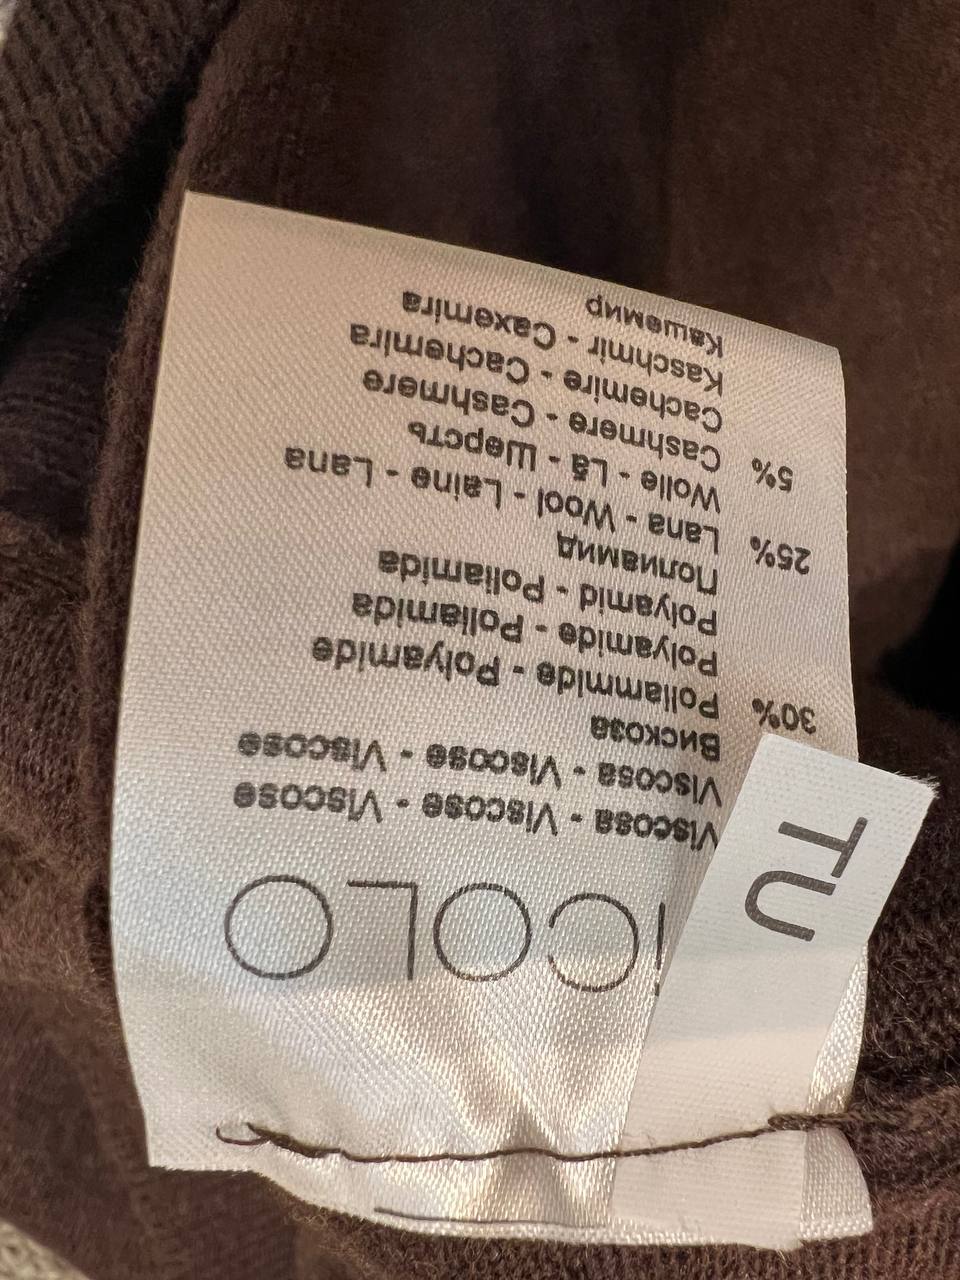 TU
ICOLO
Viscosa - Viscose - Viscose
Viscosa - Viscose - Viscose
Вискоза
30% Poliammide - Polyamide
Polyamide - Poliamida
Polyamid - Poliamida
Полиамид
25% Lana - Wool - Laine - Lana
Wolle - Lã - Шерсть
5% Cashmere - Cashmere
Cachemire - Cachemira
Kaschmir - Caxemira
Кашемир